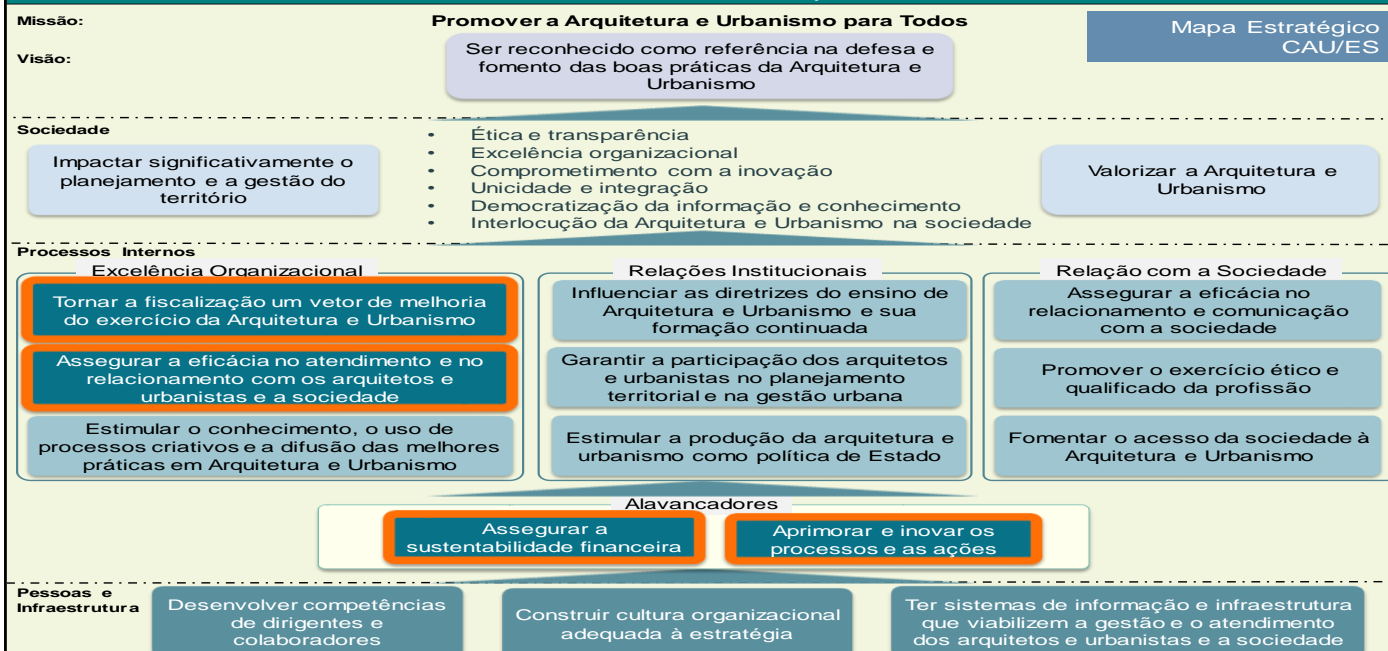 Missão:
Promover a Arquitetura e Urbanismo para Todos
Mapa Estratégico
CAU/ES
Visão:
Ser reconhecido como referência na defesa e
fomento das boas práticas da Arquitetura e
Urbanismo
Sociedade
Impactar significativamente o
planejamento e a gestão do
território
• Ética e transparência
• Excelência organizacional
• Comprometimento com a inovação
• Unicidade e integração
• Democratização da informação e conhecimento
• Interlocução da Arquitetura e Urbanismo na sociedade
Valorizar a Arquitetura e
Urbanismo
Processos Internos
Excelência Organizacional
Tornar a fiscalização um vetor de melhoria
do exercício da Arquitetura e Urbanismo
Assegurar a eficácia no atendimento e no
relacionamento com os arquitetos e
urbanistas e a sociedade
Estimular o conhecimento, o uso de
processos criativos e a difusão das melhores
práticas em Arquitetura e Urbanismo
Relações Institucionais
Influenciar as diretrizes do ensino de
Arquitetura e Urbanismo e sua
formação continuada
Garantir a participação dos arquitetos
e urbanistas no planejamento
territorial e na gestão urbana
Estimular a produção da arquitetura e
urbanismo como política de Estado
Relação com a Sociedade
Assegurar a eficácia no
relacionamento e comunicação
com a sociedade
Promover o exercício ético e
qualificado da profissão
Fomentar o acesso da sociedade à
Arquitetura e Urbanismo
Alavancadores
Assegurar a
sustentabilidade financeira
Aprimorar e inovar os
processos e as ações
Pessoas e
Infraestrutura
Desenvolver competências
de dirigentes e
colaboradores
Construir cultura organizacional
adequada à estratégia
Ter sistemas de informação e infraestrutura
que viabilizem a gestão e o atendimento
dos arquitetos e urbanistas e a sociedade